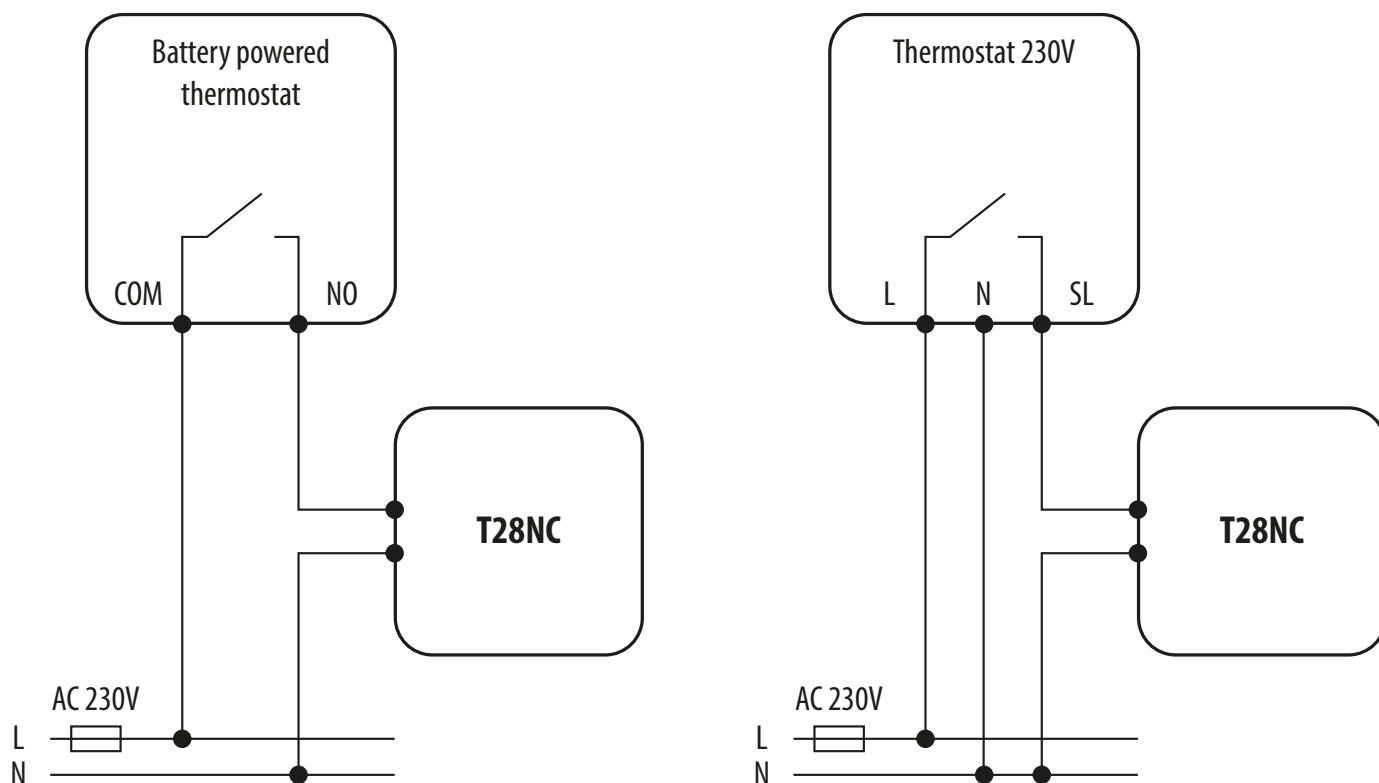 Battery powered
thermostat
COM
NO
T28NC
AC 230V
L
N
Thermostat 230V
L
N
SL
T28NC
AC 230V
L
N